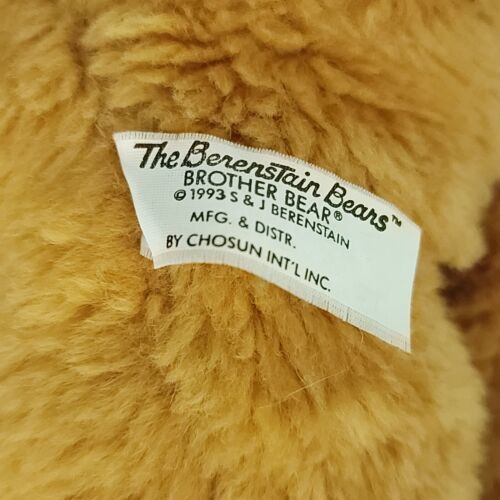 The Berenstain Bears™
BROTHER BEAR®
© 1993 S & J BERENSTAIN
MFG. & DISTR.
BY CHOSUN INT'L INC.